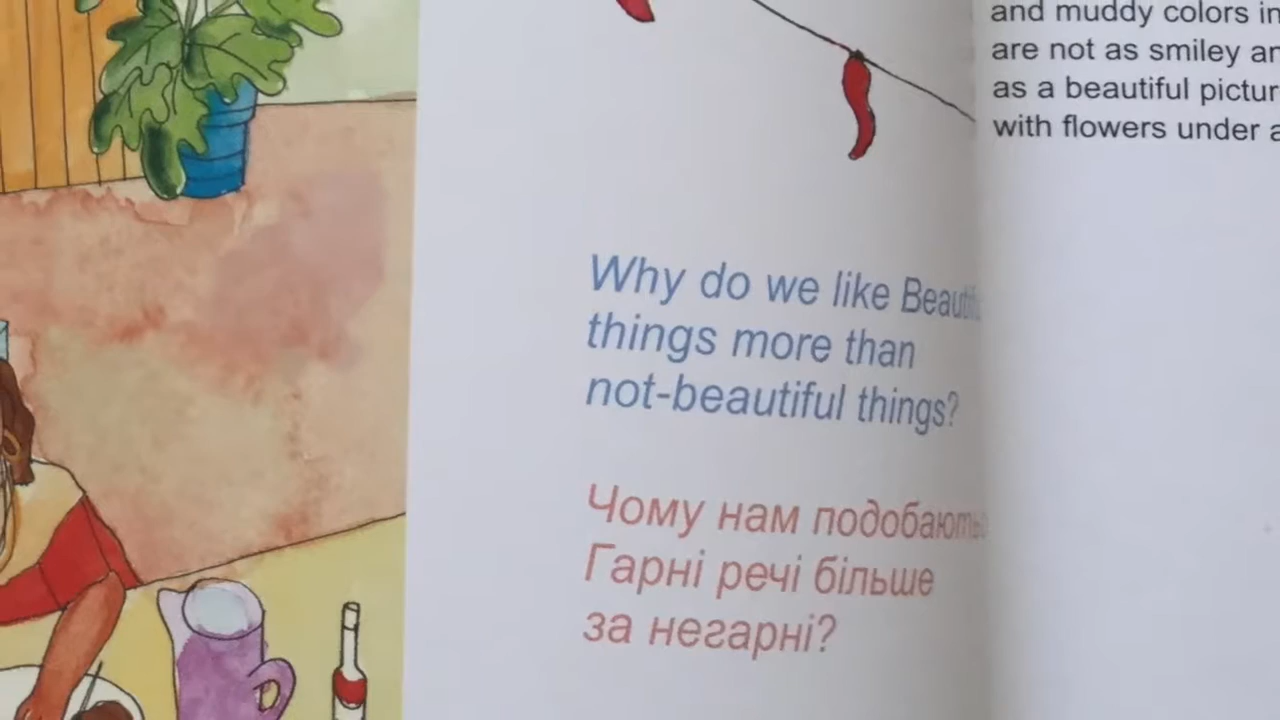 Why do we like
things more than
not-beautiful things?
Чому нам
Гарні речі більше
за негарні?
and muddy colors
are not as smiley
as a beautiful
with flowers under